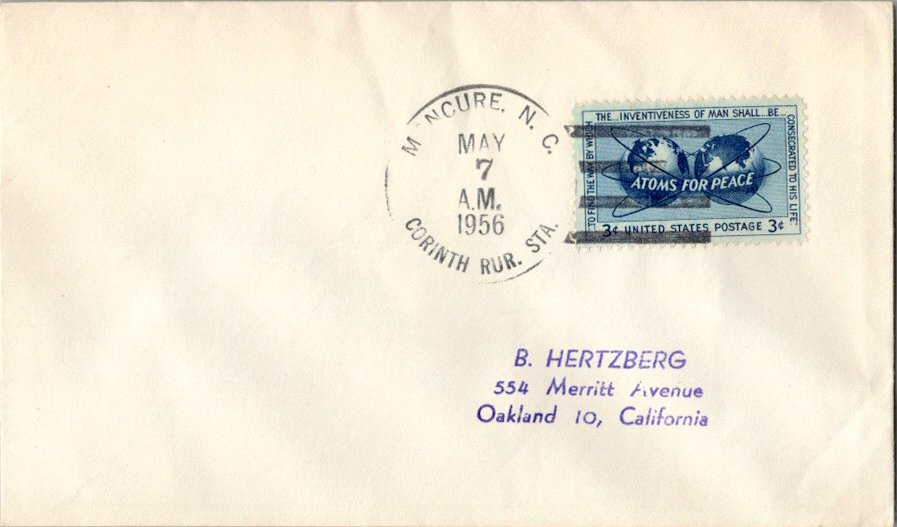 MONCURE, N. C.
MAY
7
A.M.
1956
CORINTH RUR. STA.
TO FIND THE WAY BY WHICH
THE...INVENTIVENESS OF MAN SHALL...BE...
CONSECRATED TO HIS LIFE"
ATOMS FOR PEACE
3¢ UNITED STATES POSTAGE 3¢
B. HERTZBERG
554 Merritt Avenue
Oakland 10, California